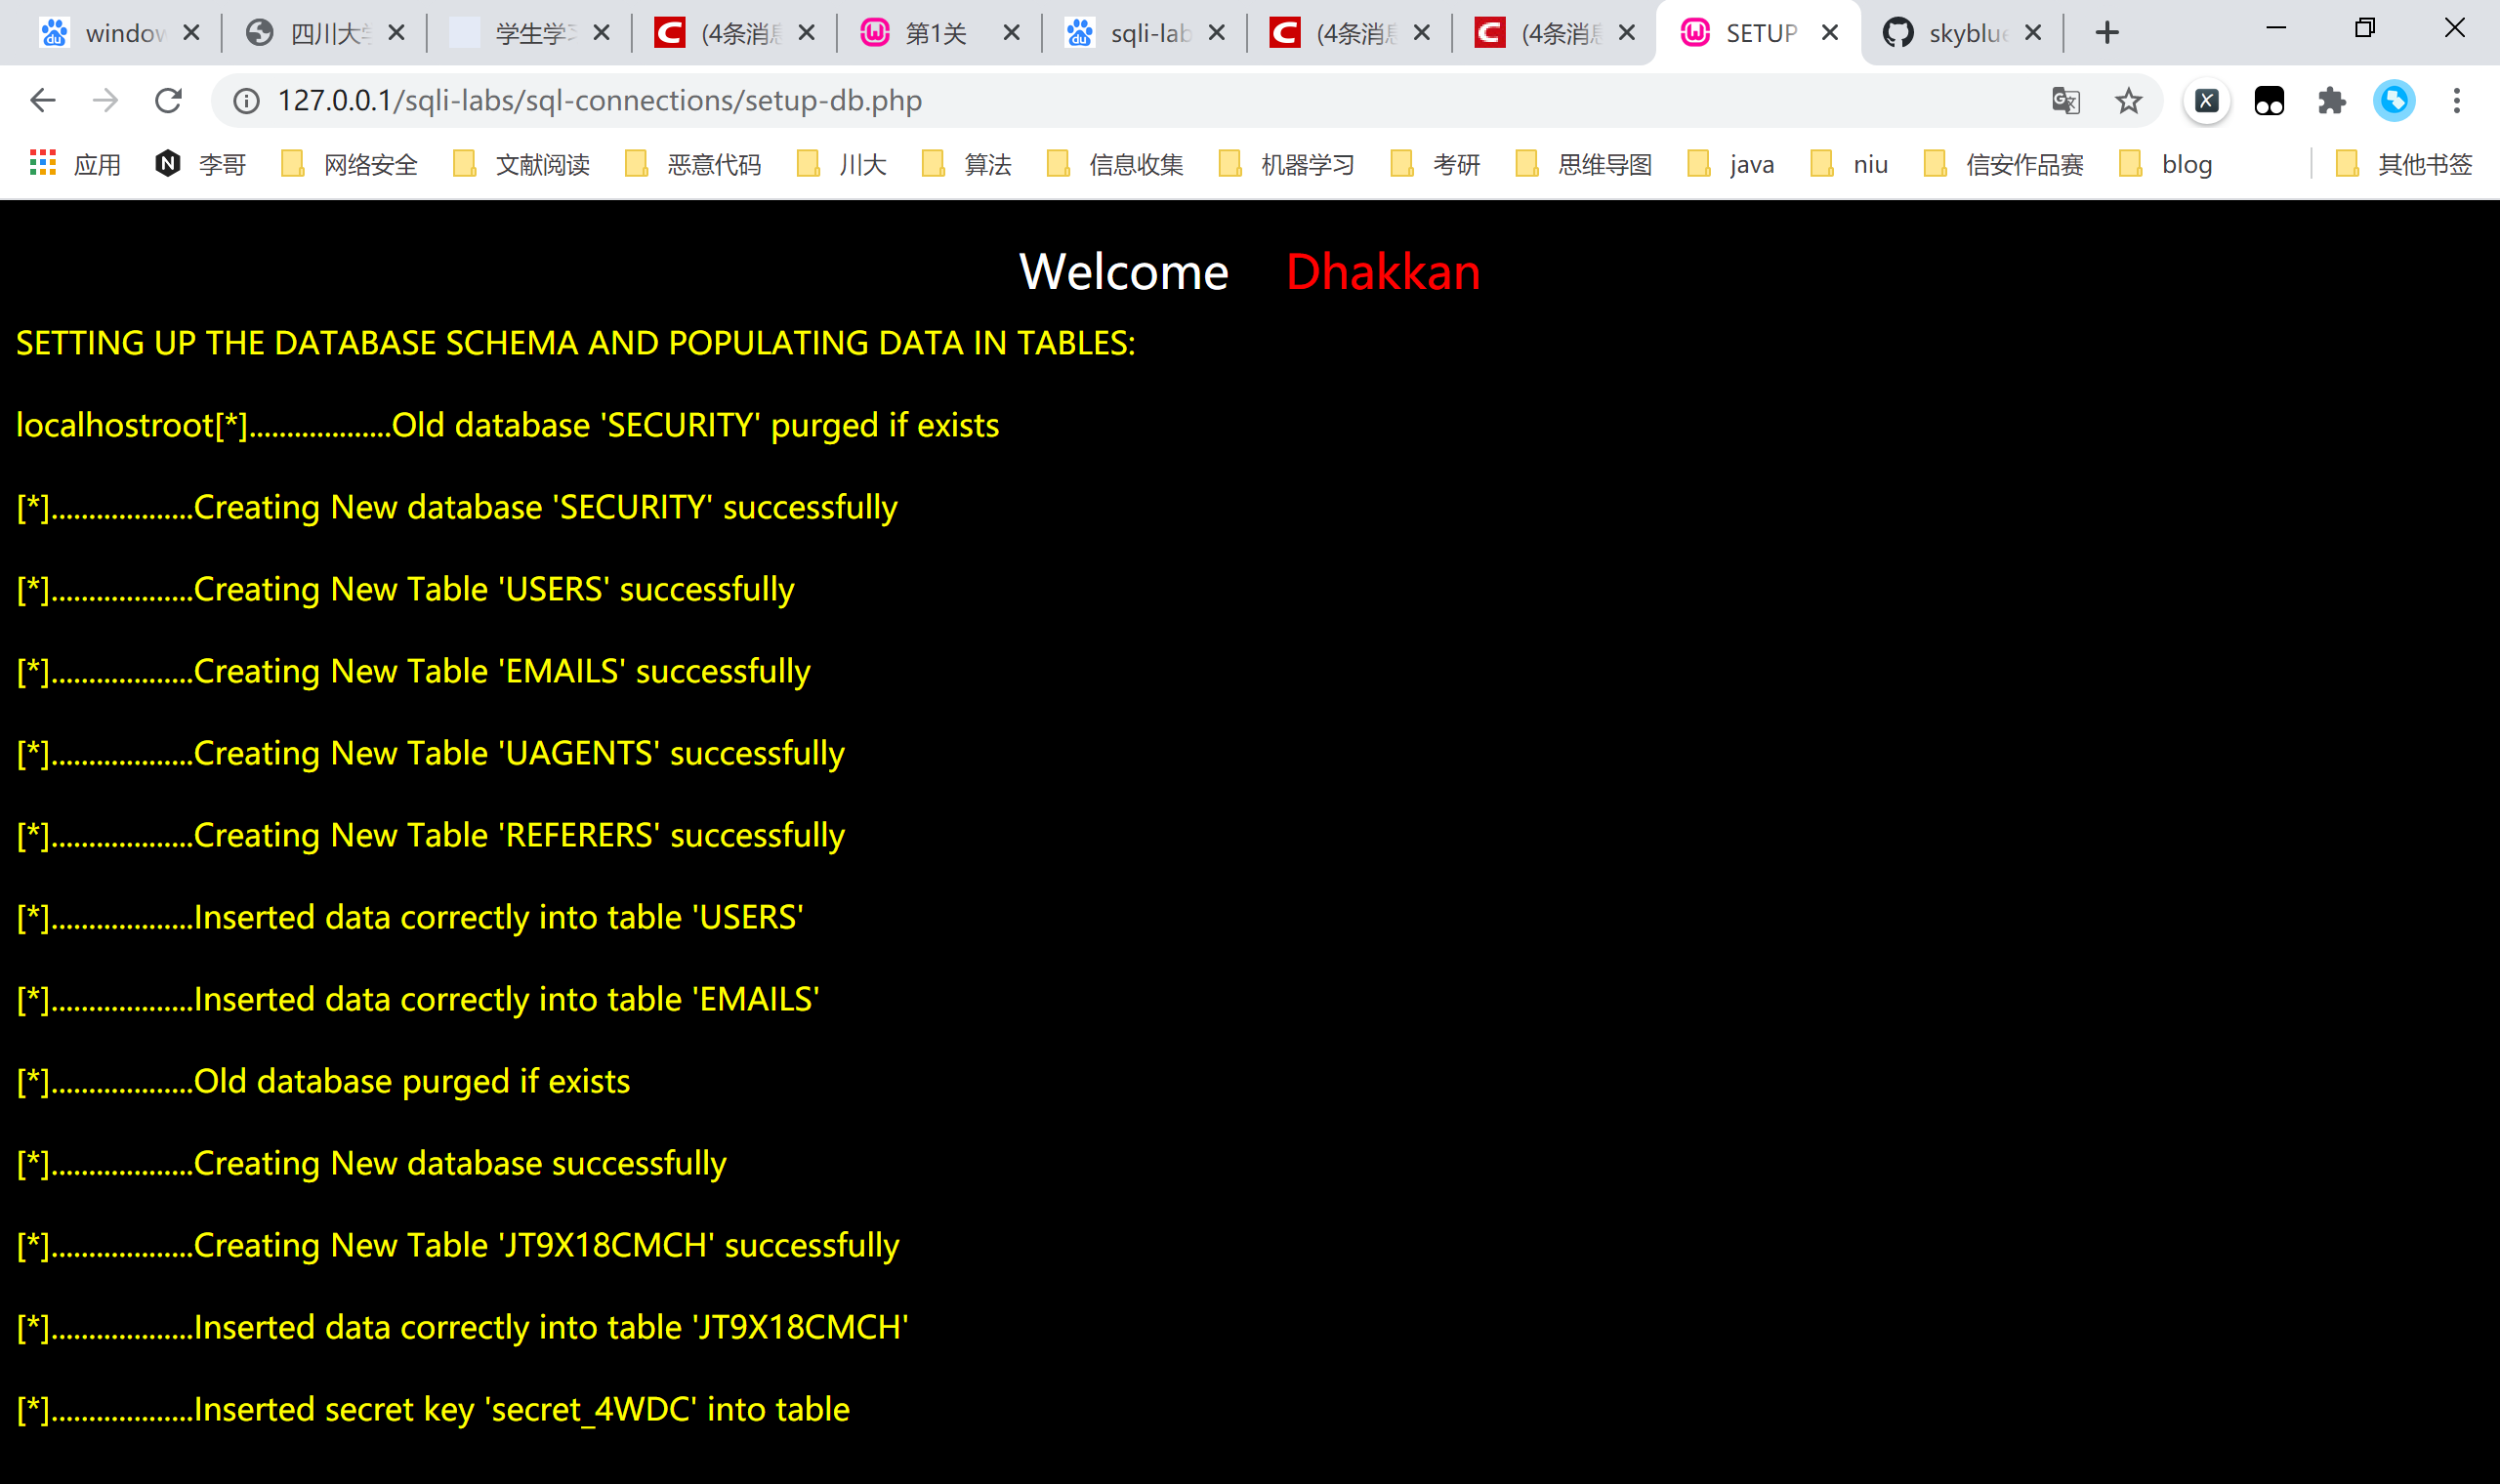 window
四川大学
学生学习
(4条消息
第1关
sqli-lab
(4条消息
(4条消息
SETUP
skyblue
127.0.0.1/sqli-labs/sql-connections/setup-db.php
应用 李哥 网络安全 文献阅读 恶意代码 川大 算法 信息收集 机器学习 考研 思维导图 java niu 信安作品赛 blog 其他书签
Welcome Dhakkan
SETTING UP THE DATABASE SCHEMA AND POPULATING DATA IN TABLES:
localhostroot[*]...................Old database 'SECURITY' purged if exists
[*]...................Creating New database 'SECURITY' successfully
[*]...................Creating New Table 'USERS' successfully
[*]...................Creating New Table 'EMAILS' successfully
[*]...................Creating New Table 'UAGENTS' successfully
[*]...................Creating New Table 'REFERERS' successfully
[*]...................Inserted data correctly into table 'USERS'
[*]...................Inserted data correctly into table 'EMAILS'
[*]...................Old database purged if exists
[*]...................Creating New database successfully
[*]...................Creating New Table 'JT9X18CMCH' successfully
[*]...................Inserted data correctly into table 'JT9X18CMCH'
[*]...................Inserted secret key 'secret_4WDC' into table